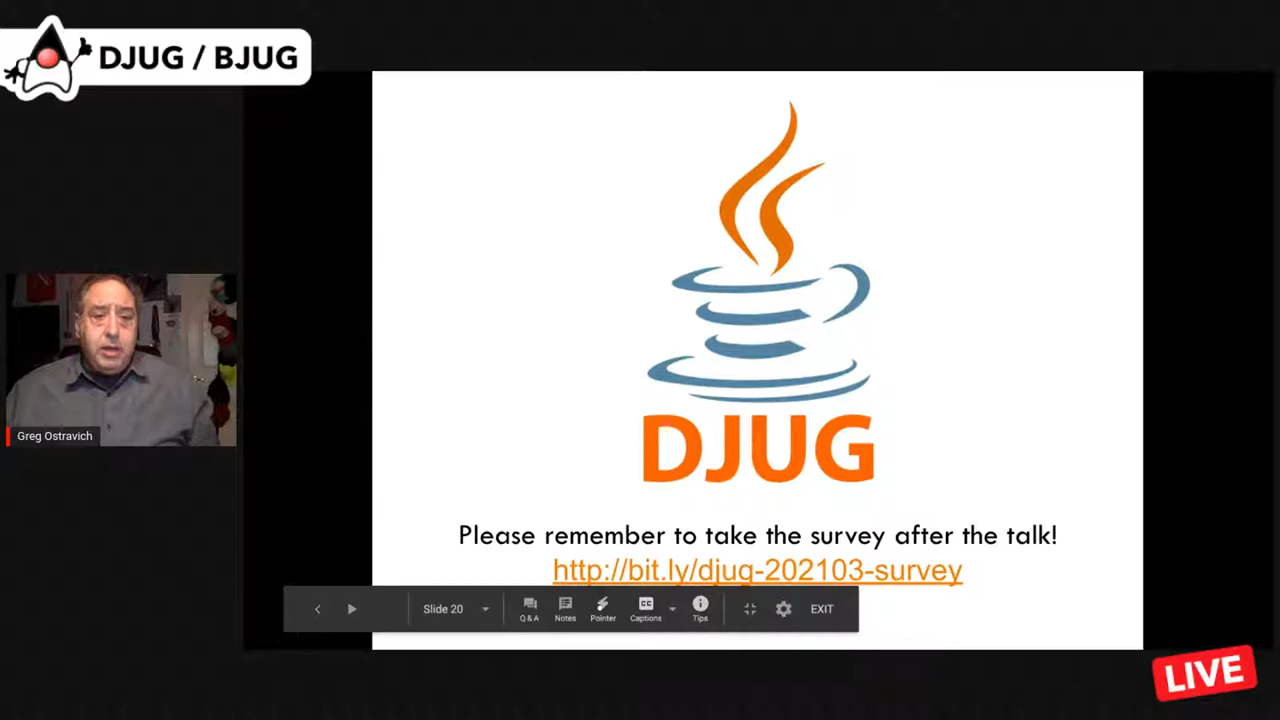 DJUG / BJUG
DJUG
Please remember to take the survey after the talk!
http://bit.ly/djug-202103-survey
Greg Ostravich
Slide 20
Q & A
Notes
Pointer
CC
Captions
Tips
EXIT
LIVE